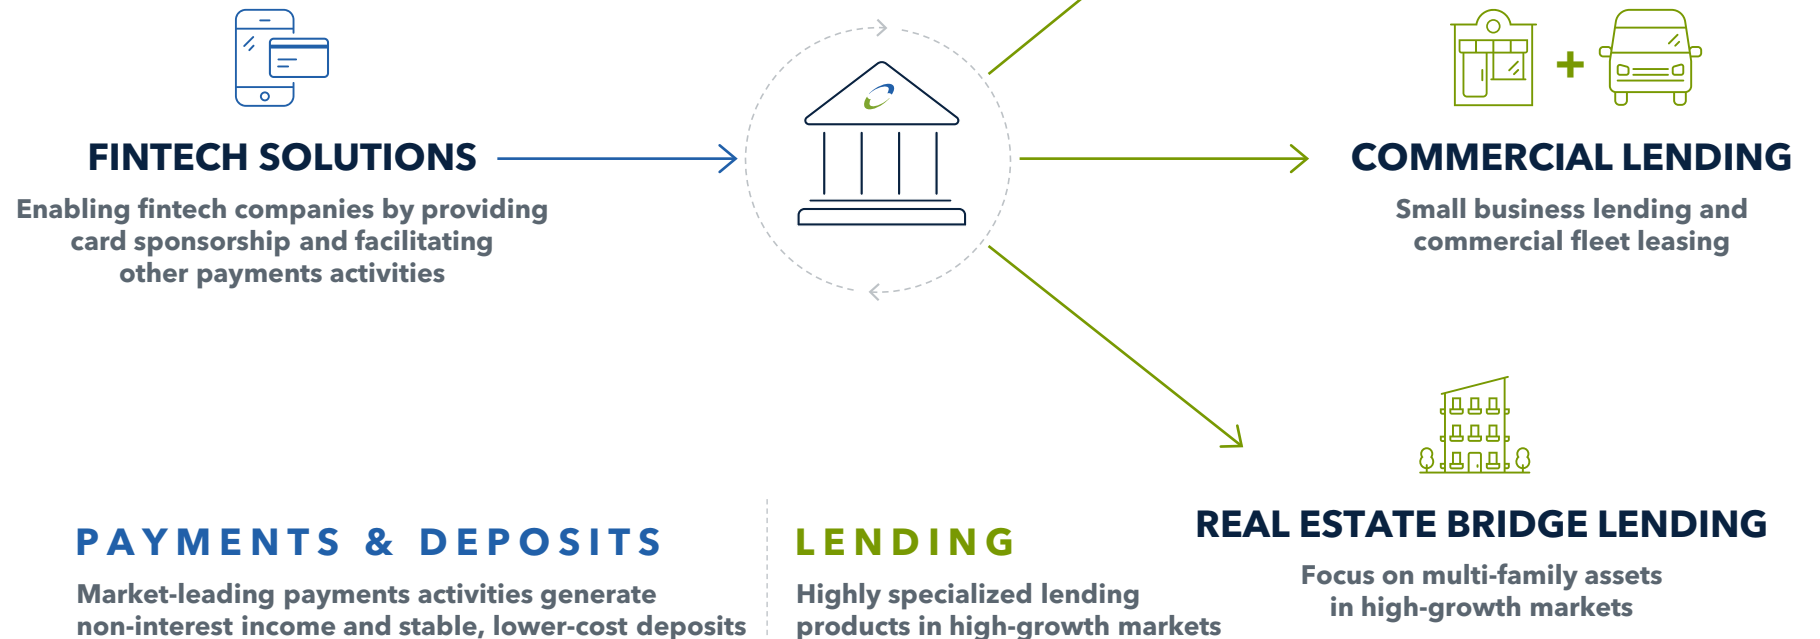 FINTECH SOLUTIONS
Enabling fintech companies by providing
card sponsorship and facilitating
other payments activities
COMMERCIAL LENDING
Small business lending and
commercial fleet leasing
REAL ESTATE BRIDGE LENDING
Focus on multi-family assets
in high-growth markets
PAYMENTS & DEPOSITS
Market-leading payments activities generate
non-interest income and stable, lower-cost deposits
LENDING
Highly specialized lending
products in high-growth markets